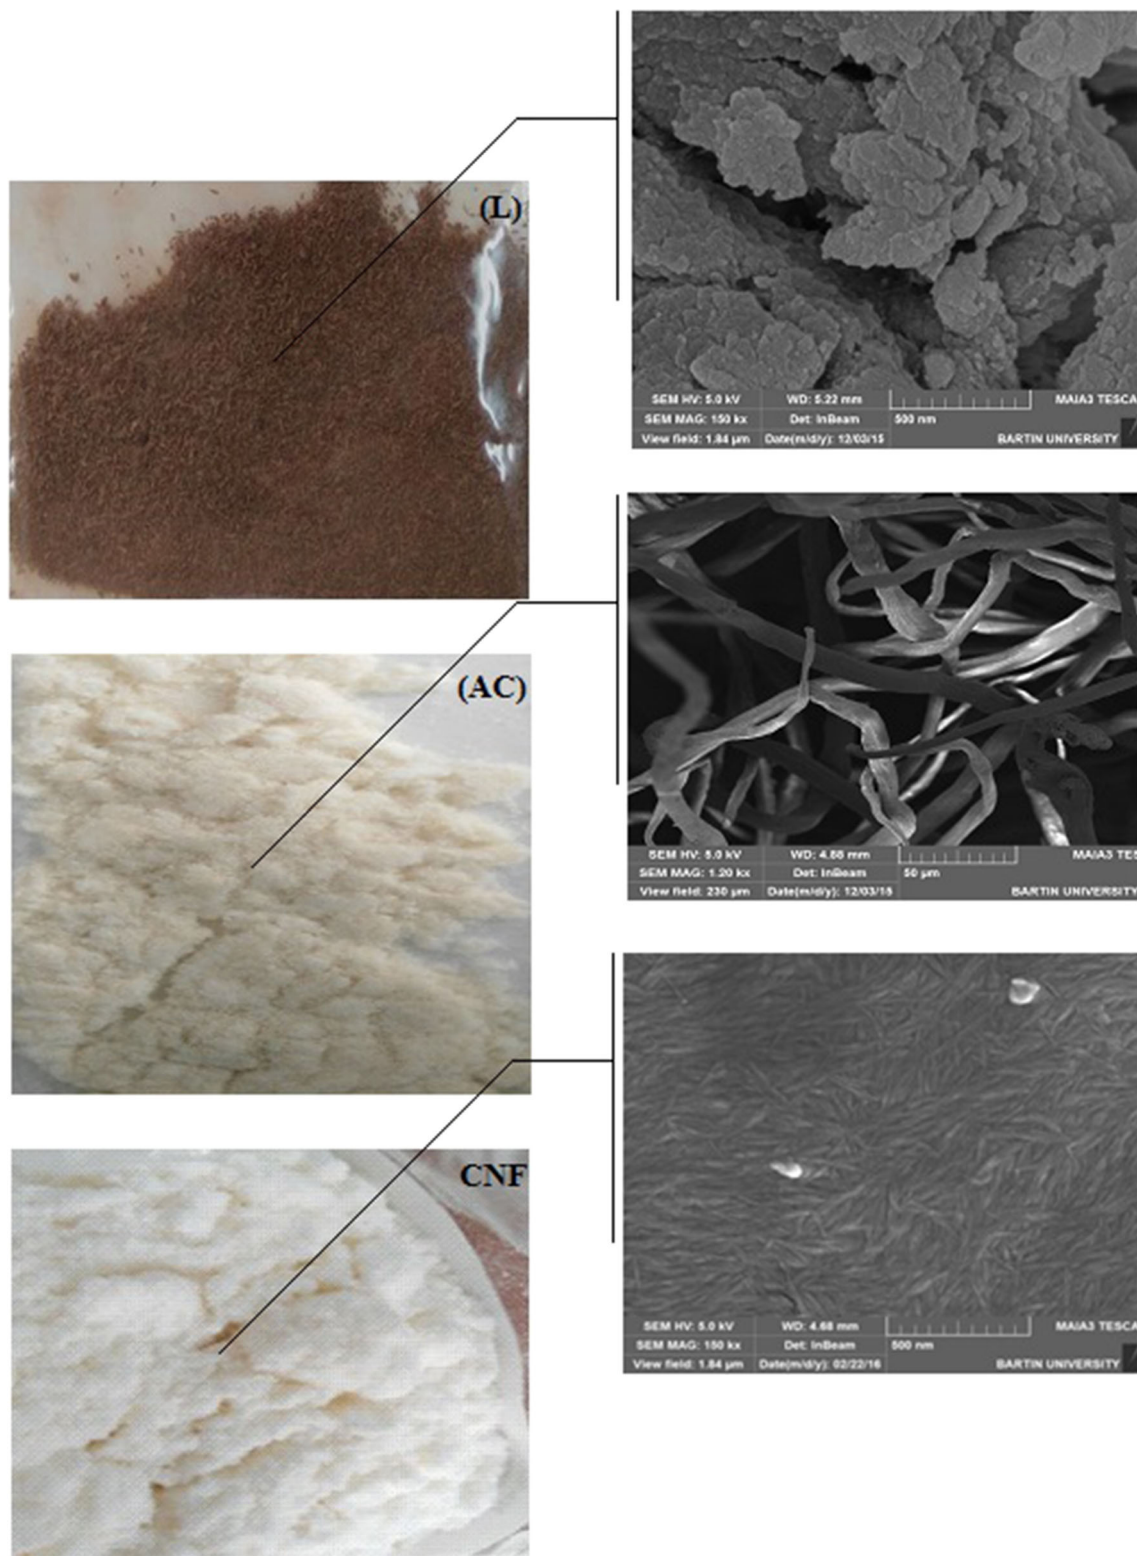 (L)
SEM HV: 5.0 kV WD: 5.22 mm MAIA3 TESCA
SEM MAG: 150 kx Det: InBeam 500 nm
View field: 1.84 µm Date(m/d/y): 12/03/15 BARTIN UNIVERSITY
(AC)
SEM HV: 5.0 kV WD: 4.88 mm MAIA3 TES
SEM MAG: 1.20 kx Det: InBeam 50 µm
View field: 230 µm Date(m/d/y): 12/03/15 BARTIN UNIVERSITY
CNF
SEM HV: 5.0 kV WD: 4.68 mm MAIA3 TESCA
SEM MAG: 150 kx Det: InBeam 500 nm
View field: 1.84 µm Date(m/d/y): 02/22/16 BARTIN UNIVERSITY